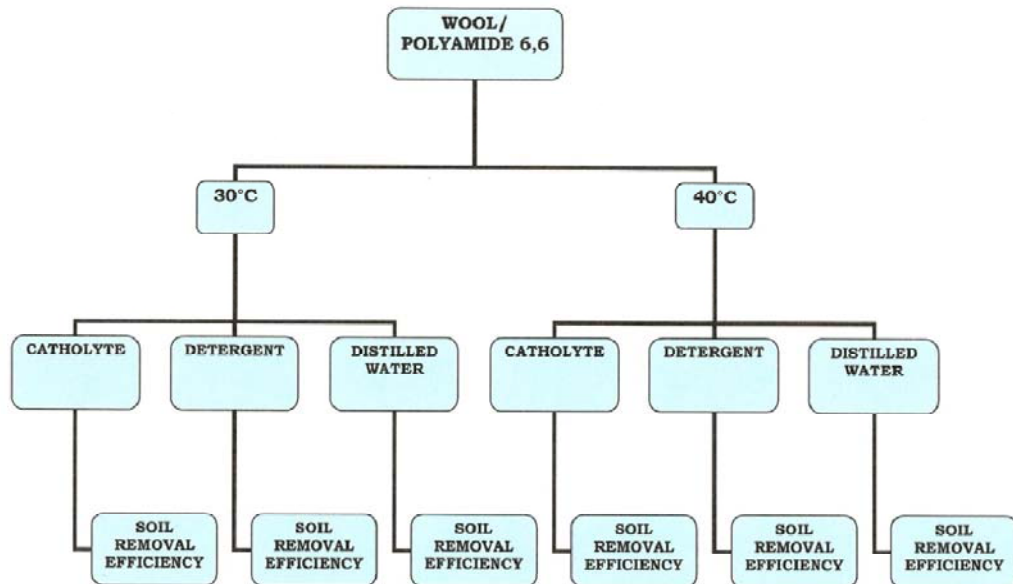 WOOL/
POLYAMIDE 6,6
30°C
40°C
CATHOLYTE
DETERGENT
DISTILLED
WATER
CATHOLYTE
DETERGENT
DISTILLED
WATER
SOIL
REMOVAL
EFFICIENCY
SOIL
REMOVAL
EFFICIENCY
SOIL
REMOVAL
EFFICIENCY
SOIL
REMOVAL
EFFICIENCY
SOIL
REMOVAL
EFFICIENCY
SOIL
REMOVAL
EFFICIENCY